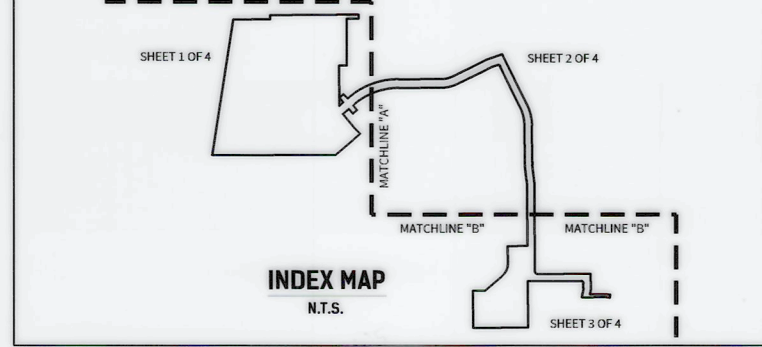 SHEET 1 OF 4
SHEET 2 OF 4
MATCHLINE "A"
MATCHLINE "B"
MATCHLINE "B"
INDEX MAP
N.T.S.
SHEET 3 OF 4